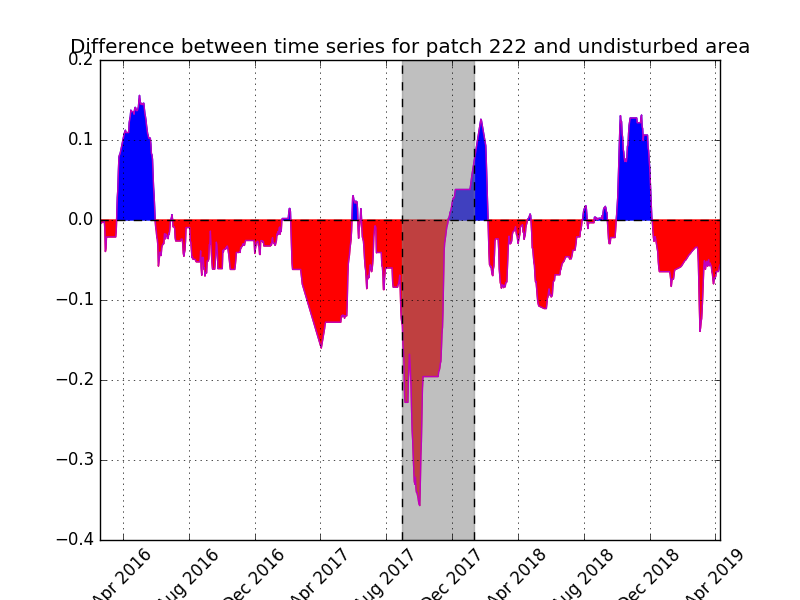 Difference between time series for patch 222 and undisturbed area
0.2
0.1
0.0
−0.1
−0.2
−0.3
−0.4
Apr 2016
Aug 2016
Dec 2016
Apr 2017
Aug 2017
Dec 2017
Apr 2018
Aug 2018
Dec 2018
Apr 2019